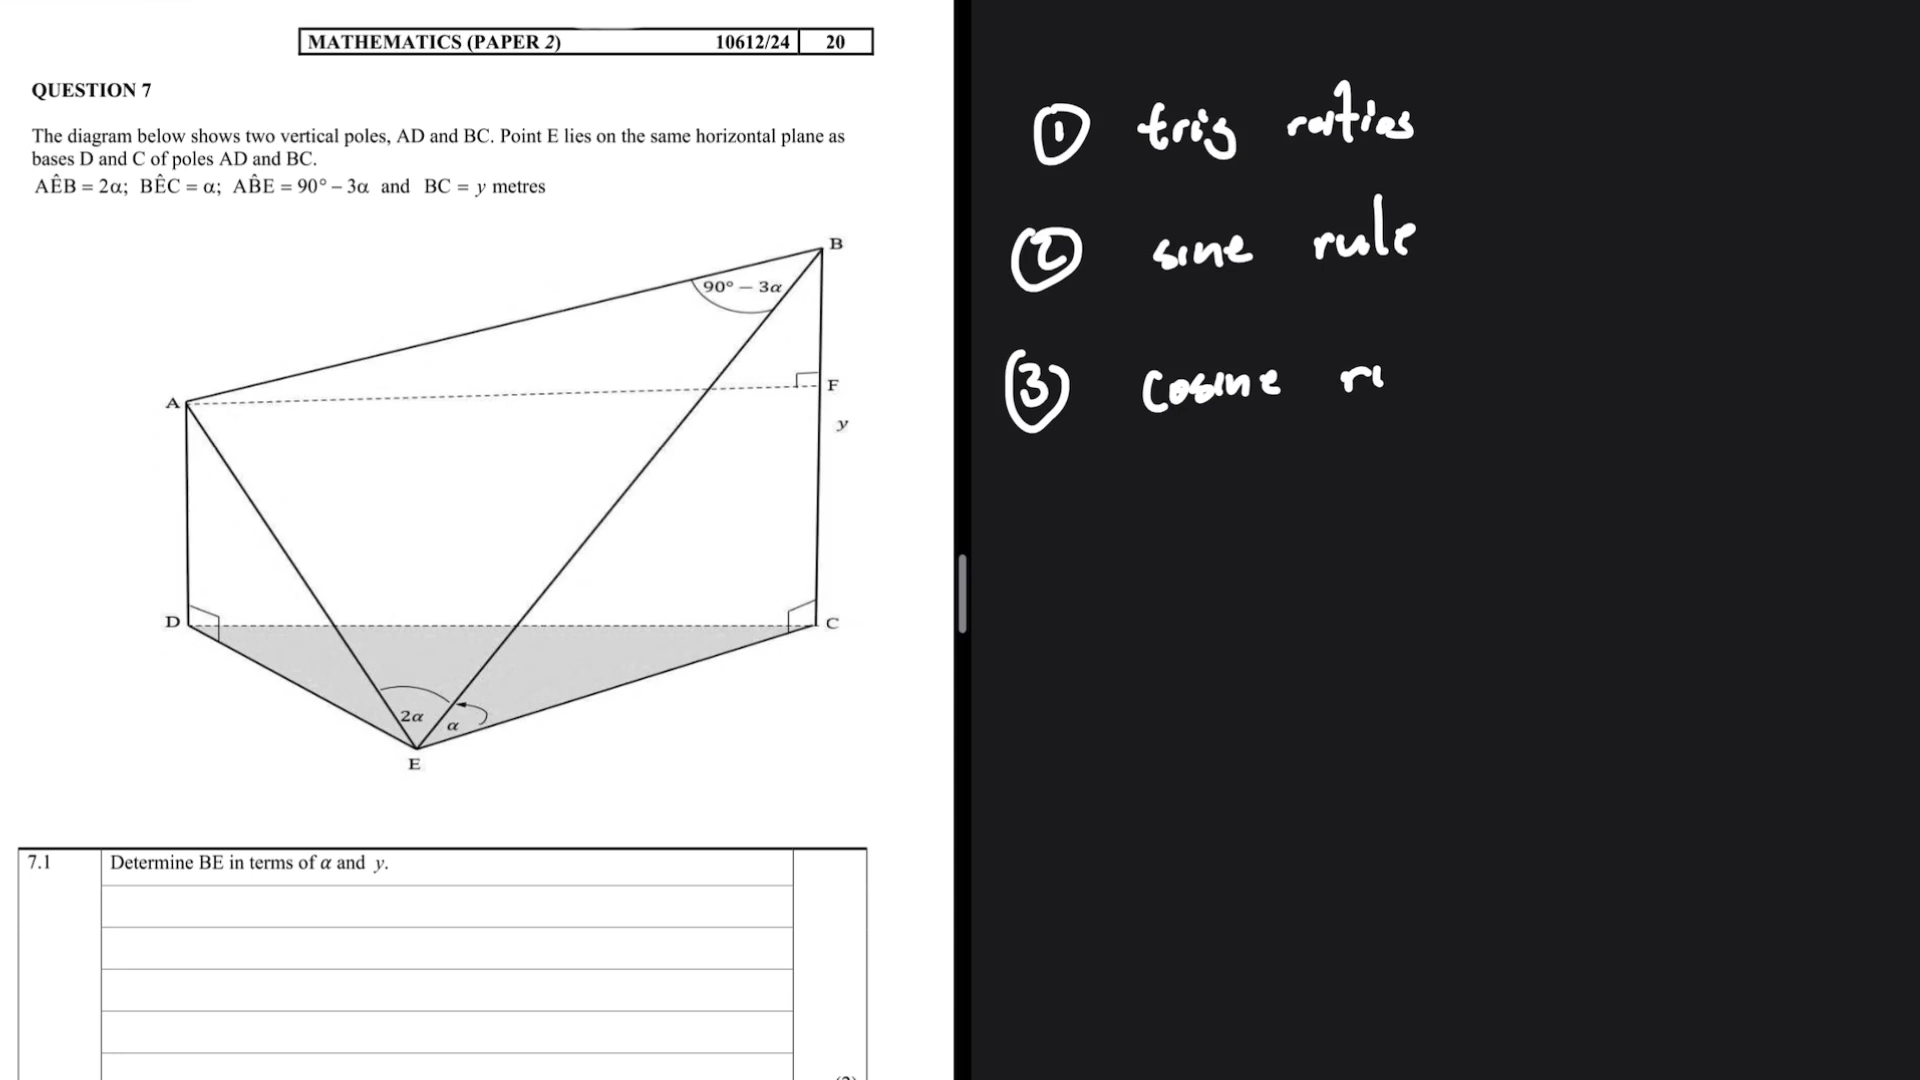 MATHEMATICS (PAPER 2) 10612/24 20
QUESTION 7
The diagram below shows two vertical poles, AD and BC. Point E lies on the same horizontal plane as
bases D and C of poles AD and BC.
AÊB = 2α; BÊC = α; AB̂E = 90° – 3α and BC = y metres
B
90° – 3α
F
A
y
D
C
2α
α
E
7.1 Determine BE in terms of α and y.
① trig ratios
② sine rule
③ cosine